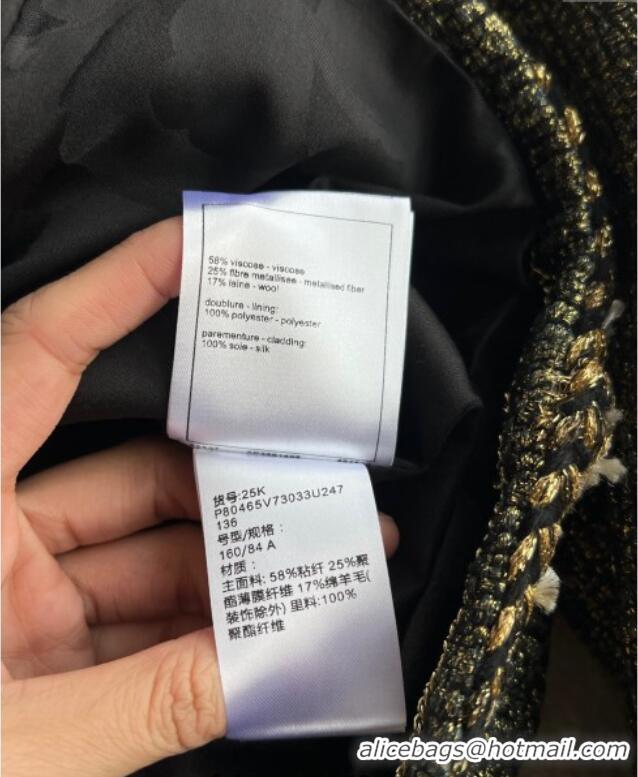 58% viscose - viscose
25% fibre metallisee - metallised fiber
17% laine - wool
doublure - lining:
100% polyester - polyester
parementure - cladding:
100% soie - silk
货号:25K
P80465V73033U247
136
号型/规格:
160/84 A
材质:
主面料: 58%粘纤 25%聚
酯薄膜纤维 17%绵羊毛(
装饰除外) 里料:100%
聚酯纤维
alicebags@hotmail.com